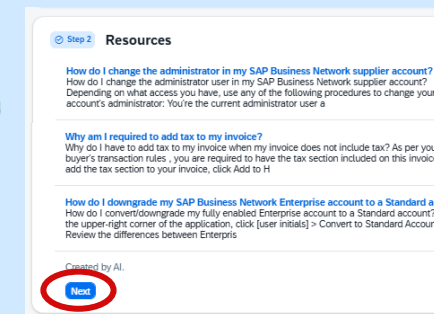 Step 2 Resources
How do I change the administrator in my SAP Business Network supplier account?
How do I change the administrator user in my SAP Business Network supplier account?
Depending on what access you have, use any of the following procedures to change your
account's administrator: You're the current administrator user a
Why am I required to add tax to my invoice?
Why do I have to add tax to my invoice when my invoice does not include tax? As per you
buyer's transaction rules , you are required to have the tax section included on this invoic
add the tax section to your invoice, click Add to H
How do I downgrade my SAP Business Network Enterprise account to a Standard a
How do I convert/downgrade my fully enabled Enterprise account to a Standard account?
the upper-right corner of the application, click [user initials] > Convert to Standard Accoun
Review the differences between Enterpris
Created by AI.
Next